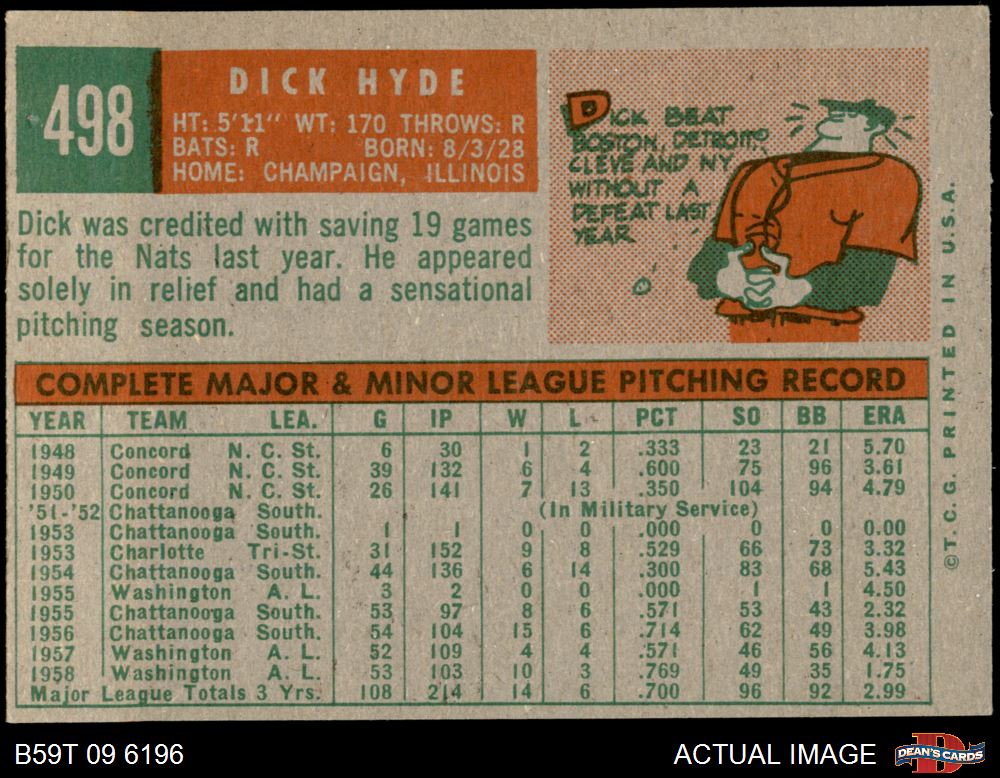 498
DICK HYDE
HT: 5'11" WT: 170 THROWS: R
BATS: R BORN: 8/3/28
HOME: CHAMPAIGN, ILLINOIS
Dick was credited with saving 19 games
for the Nats last year. He appeared
solely in relief and had a sensational
pitching season.
DICK BEAT
BOSTON, DETROIT,
CLEVE AND NY
WITHOUT A
DEFEAT LAST
YEAR
COMPLETE MAJOR & MINOR LEAGUE PITCHING RECORD
YEAR TEAM LEA. G IP W L PCT SO BB ERA
1948 Concord N. C. St. 6 30 1 2 .333 23 21 5.70
1949 Concord N. C. St. 39 132 6 4 .600 75 96 3.61
1950 Concord N. C. St. 26 141 7 13 .350 104 94 4.79
'51-'52 Chattanooga South. (In Military Service)
1953 Chattanooga South. 1 1 0 0 .000 0 0 0.00
1953 Charlotte Tri-St. 31 152 9 8 .529 66 73 3.32
1954 Chattanooga South. 44 136 6 14 .300 83 68 5.43
1955 Washington A. L. 3 2 0 0 .000 1 1 4.50
1955 Chattanooga South. 53 97 8 6 .571 53 43 2.32
1956 Chattanooga South. 54 104 15 6 .714 62 49 3.98
1957 Washington A. L. 52 109 4 4 .571 46 56 4.13
1958 Washington A. L. 53 103 10 3 .769 49 35 1.75
Major League Totals 3 Yrs. 108 214 14 6 .700 96 92 2.99
©T.C.G. PRINTED IN U.S.A.
B59T 09 6196
ACTUAL IMAGE
DEAN'S CARDS